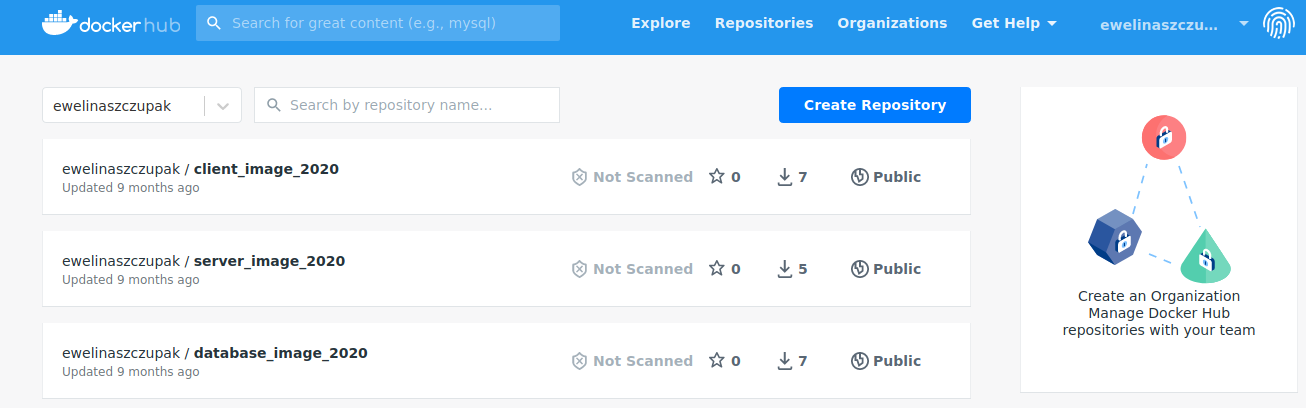 dockerhub Search for great content (e.g., mysql) Explore Repositories Organizations Get Help ewelinaszczu...
ewelinaszczupak Search by repository name... Create Repository
ewelinaszczupak / client_image_2020 Not Scanned 0 7 Public
Updated 9 months ago
ewelinaszczupak / server_image_2020 Not Scanned 0 5 Public
Updated 9 months ago
ewelinaszczupak / database_image_2020 Not Scanned 0 7 Public
Updated 9 months ago
Create an Organization
Manage Docker Hub
repositories with your team